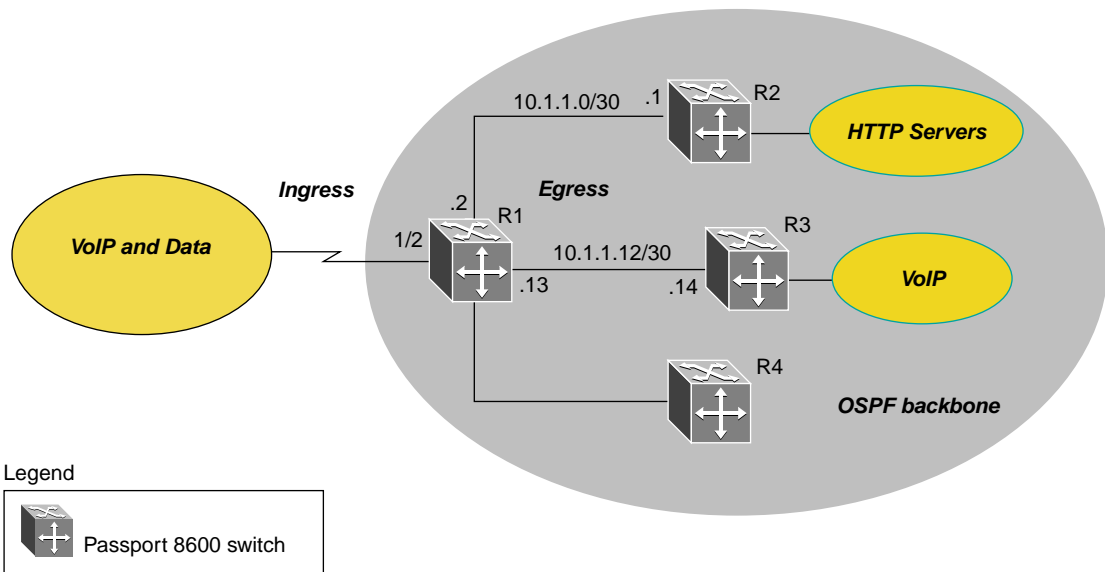 10.1.1.0/30
.1
R2
HTTP Servers
Ingress
Egress
.2
R1
R3
VoIP and Data
1/2
10.1.1.12/30
VoIP
.13
.14
R4
OSPF backbone
Legend
Passport 8600 switch